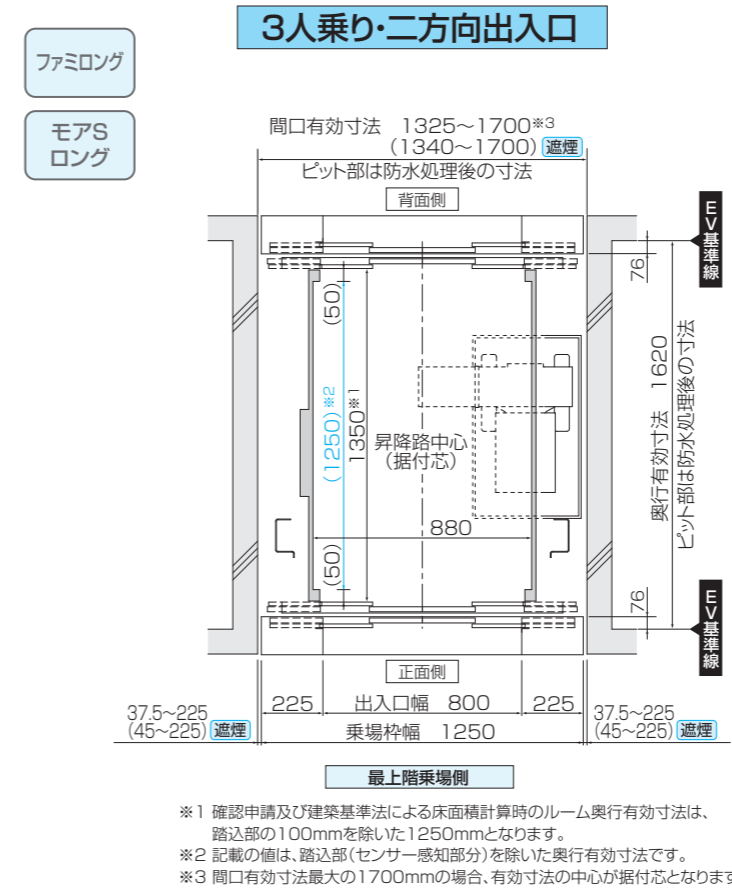 3人乗り・二方向出入口
ファミロング
モアS
ロング
間口有効寸法 1325～1700※3
(1340～1700) 遮煙
ピット部は防水処理後の寸法
背面側
EV基準線
76
(50)
(1250)※2
1350※1
昇降路中心
(据付芯)
奥行有効寸法 1620
ピット部は防水処理後の寸法
880
(50)
76
EV基準線
正面側
225
出入口幅 800
225
37.5～225
(45～225) 遮煙
乗場枠幅 1250
37.5～225
(45～225) 遮煙
最上階乗場側
※1 確認申請及び建築基準法による床面積計算時のルーム奥行有効寸法は、
踏込部の100mmを除いた1250mmとなります。
※2 記載の値は、踏込部(センサー感知部分)を除いた奥行有効寸法です。
※3 間口有効寸法最大の1700mmの場合、有効寸法の中心が据付芯となります